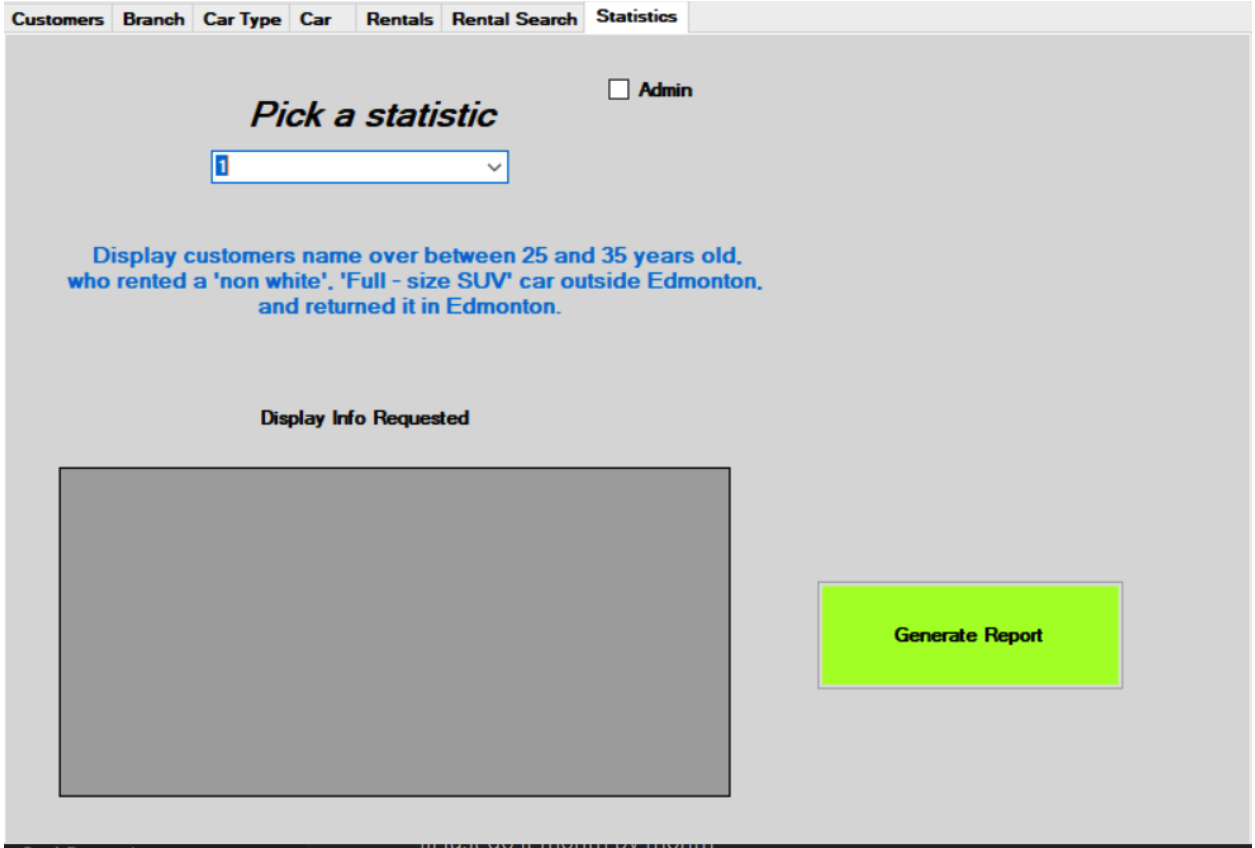 Customers Branch Car Type Car Rentals Rental Search Statistics
Admin
Pick a statistic
1
Display customers name over between 25 and 35 years old,
who rented a 'non white', 'Full - size SUV' car outside Edmonton,
and returned it in Edmonton.
Display Info Requested
Generate Report